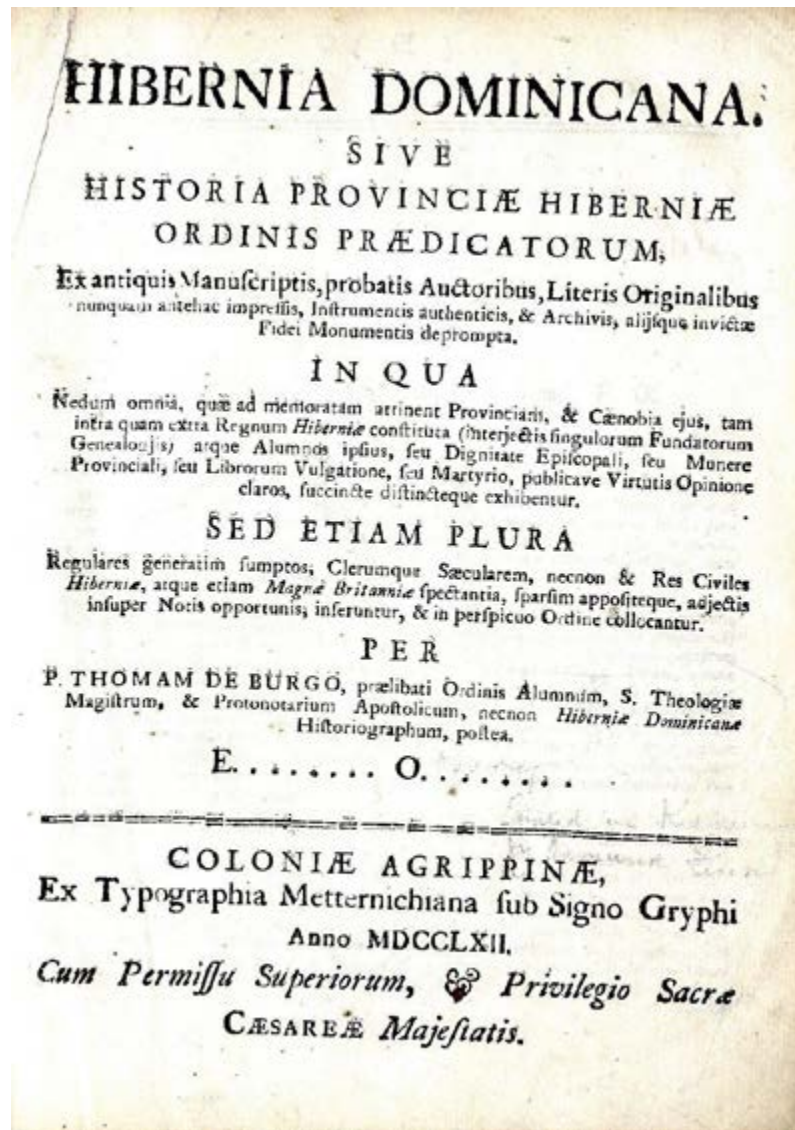 HIBERNIA DOMINICANA.
SIVE
HISTORIA PROVINCIÆ HIBERNIÆ
ORDINIS PRÆDICATORUM,
Ex antiquis Manuſcriptis, probatis Auctoribus, Literis Originalibus
nunquam antehac impreſſis, Inſtrumentis authenticis, & Archivis, aliiſque invictæ
Fidei Monumentis deprompta.
IN QUA
Nedum omnia, quæ ad memoratam attinent Provinciam, & Cænobia ejus, tam
intra quam extra Regnum Hiberniæ conſtituta (interjectis ſingulorum Fundatorum
Genealogiis) atque Alumnos ipſius, ſeu Dignitate Epiſcopali, ſeu Munere
Provinciali, ſeu Librorum Vulgatione, ſeu Martyrio, publicave Virtutis Opinione
claros, ſuccincte diſtincteque exhibentur.
SED ETIAM PLURA
Regulares generatim ſumptos, Clerumque Sæcularem, necnon & Res Civiles
Hiberniæ, atque etiam Magnæ Britanniæ ſpectantia, ſparſim appoſiteque, adjectis
inſuper Notis opportunis, inſeruntur, & in perſpicuo Ordine collocantur.
PER
P. THOMAM DE BURGO, prælibati Ordinis Alumnum, S. Theologiæ
Magiſtrum, & Protonotarium Apoſtolicum, necnon Hiberniæ Dominicanæ
Hiſtoriographum, poſtea.
E. . . . . . . . O. . . . . . . .
COLONIÆ AGRIPPINÆ,
Ex Typographia Metternichiana ſub Signo Gryphi
Anno MDCCLXII.
Cum Permiſſu Superiorum, & Privilegio Sacræ
CÆSAREÆ Majeſtatis.